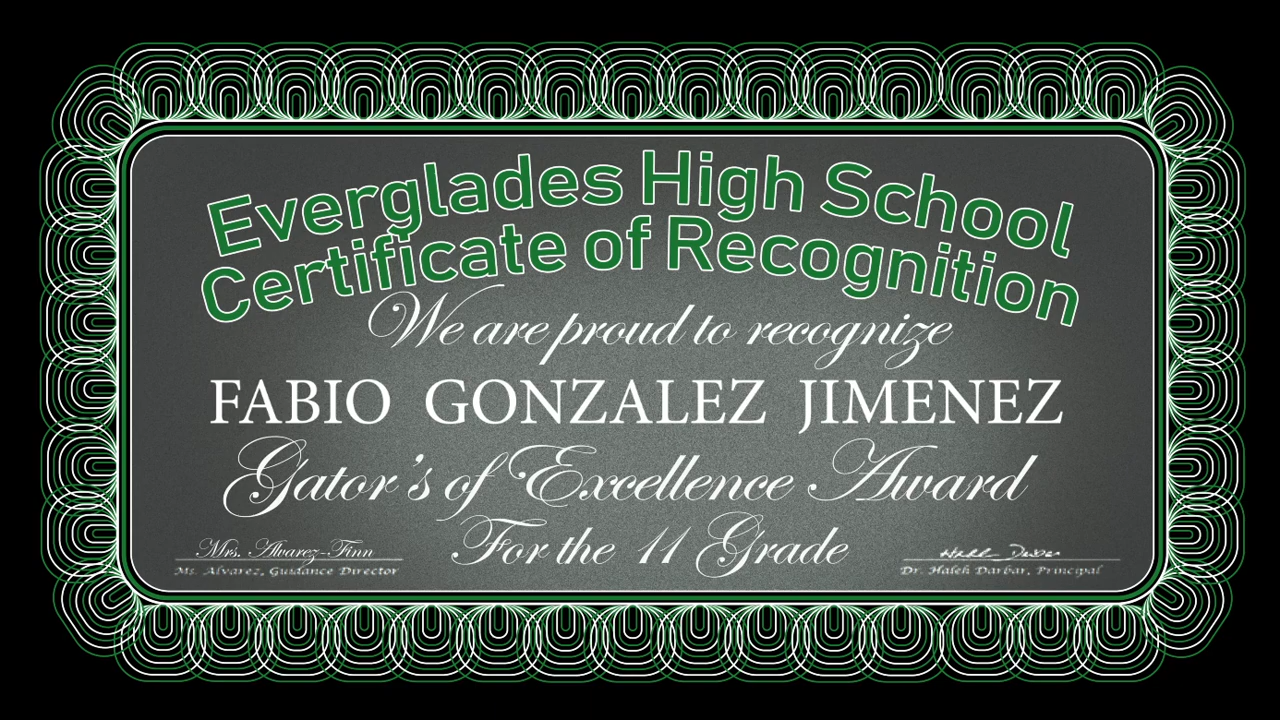 Everglades High School
Certificate of Recognition
We are proud to recognize
FABIO GONZALEZ JIMENEZ
Gator's of Excellence Award
For the 11 Grade
Mrs. Alvarez-Finn
Ms. Alvarez, Guidance Director
Dr. Haleh Darbar, Principal